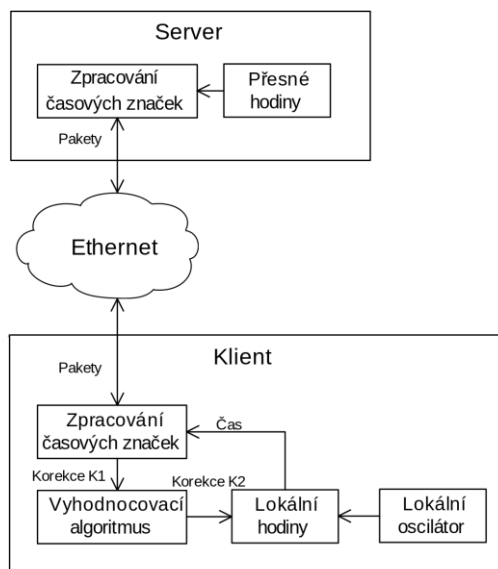 Server
Zpracování
časových značek
Přesné
hodiny
Pakety
Ethernet
Klient
Pakety
Zpracování
časových značek
Čas
Korekce K1
Korekce K2
Vyhodnocovací
algoritmus
Lokální
hodiny
Lokální
oscilátor